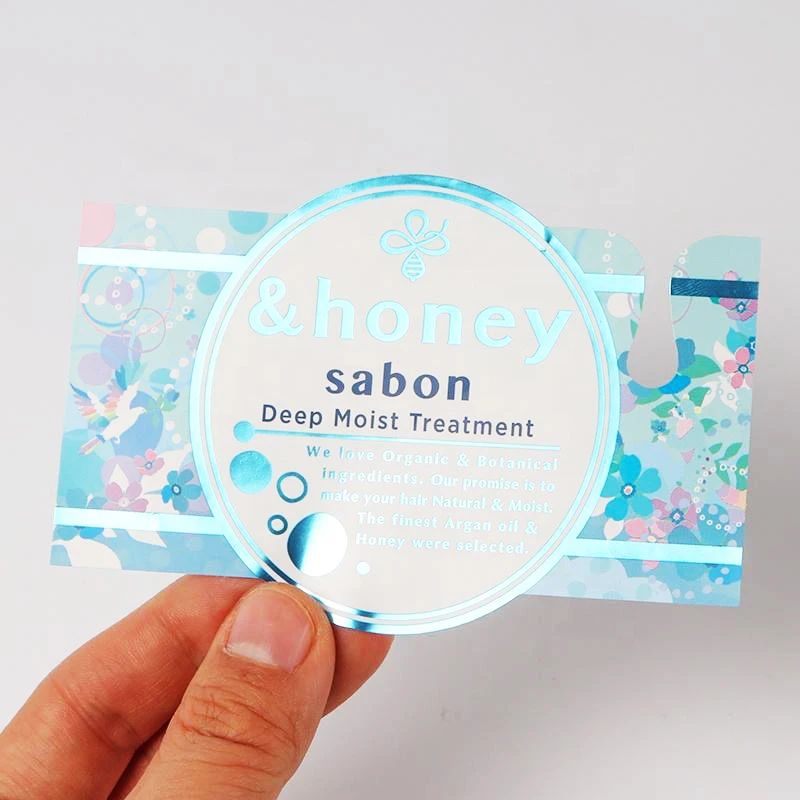 &honey
sabon
Deep Moist Treatment
We love Organic & Botanical
ingredients. Our promise is to
make your hair Natural & Moist.
The finest Argan oil &
Honey were selected.